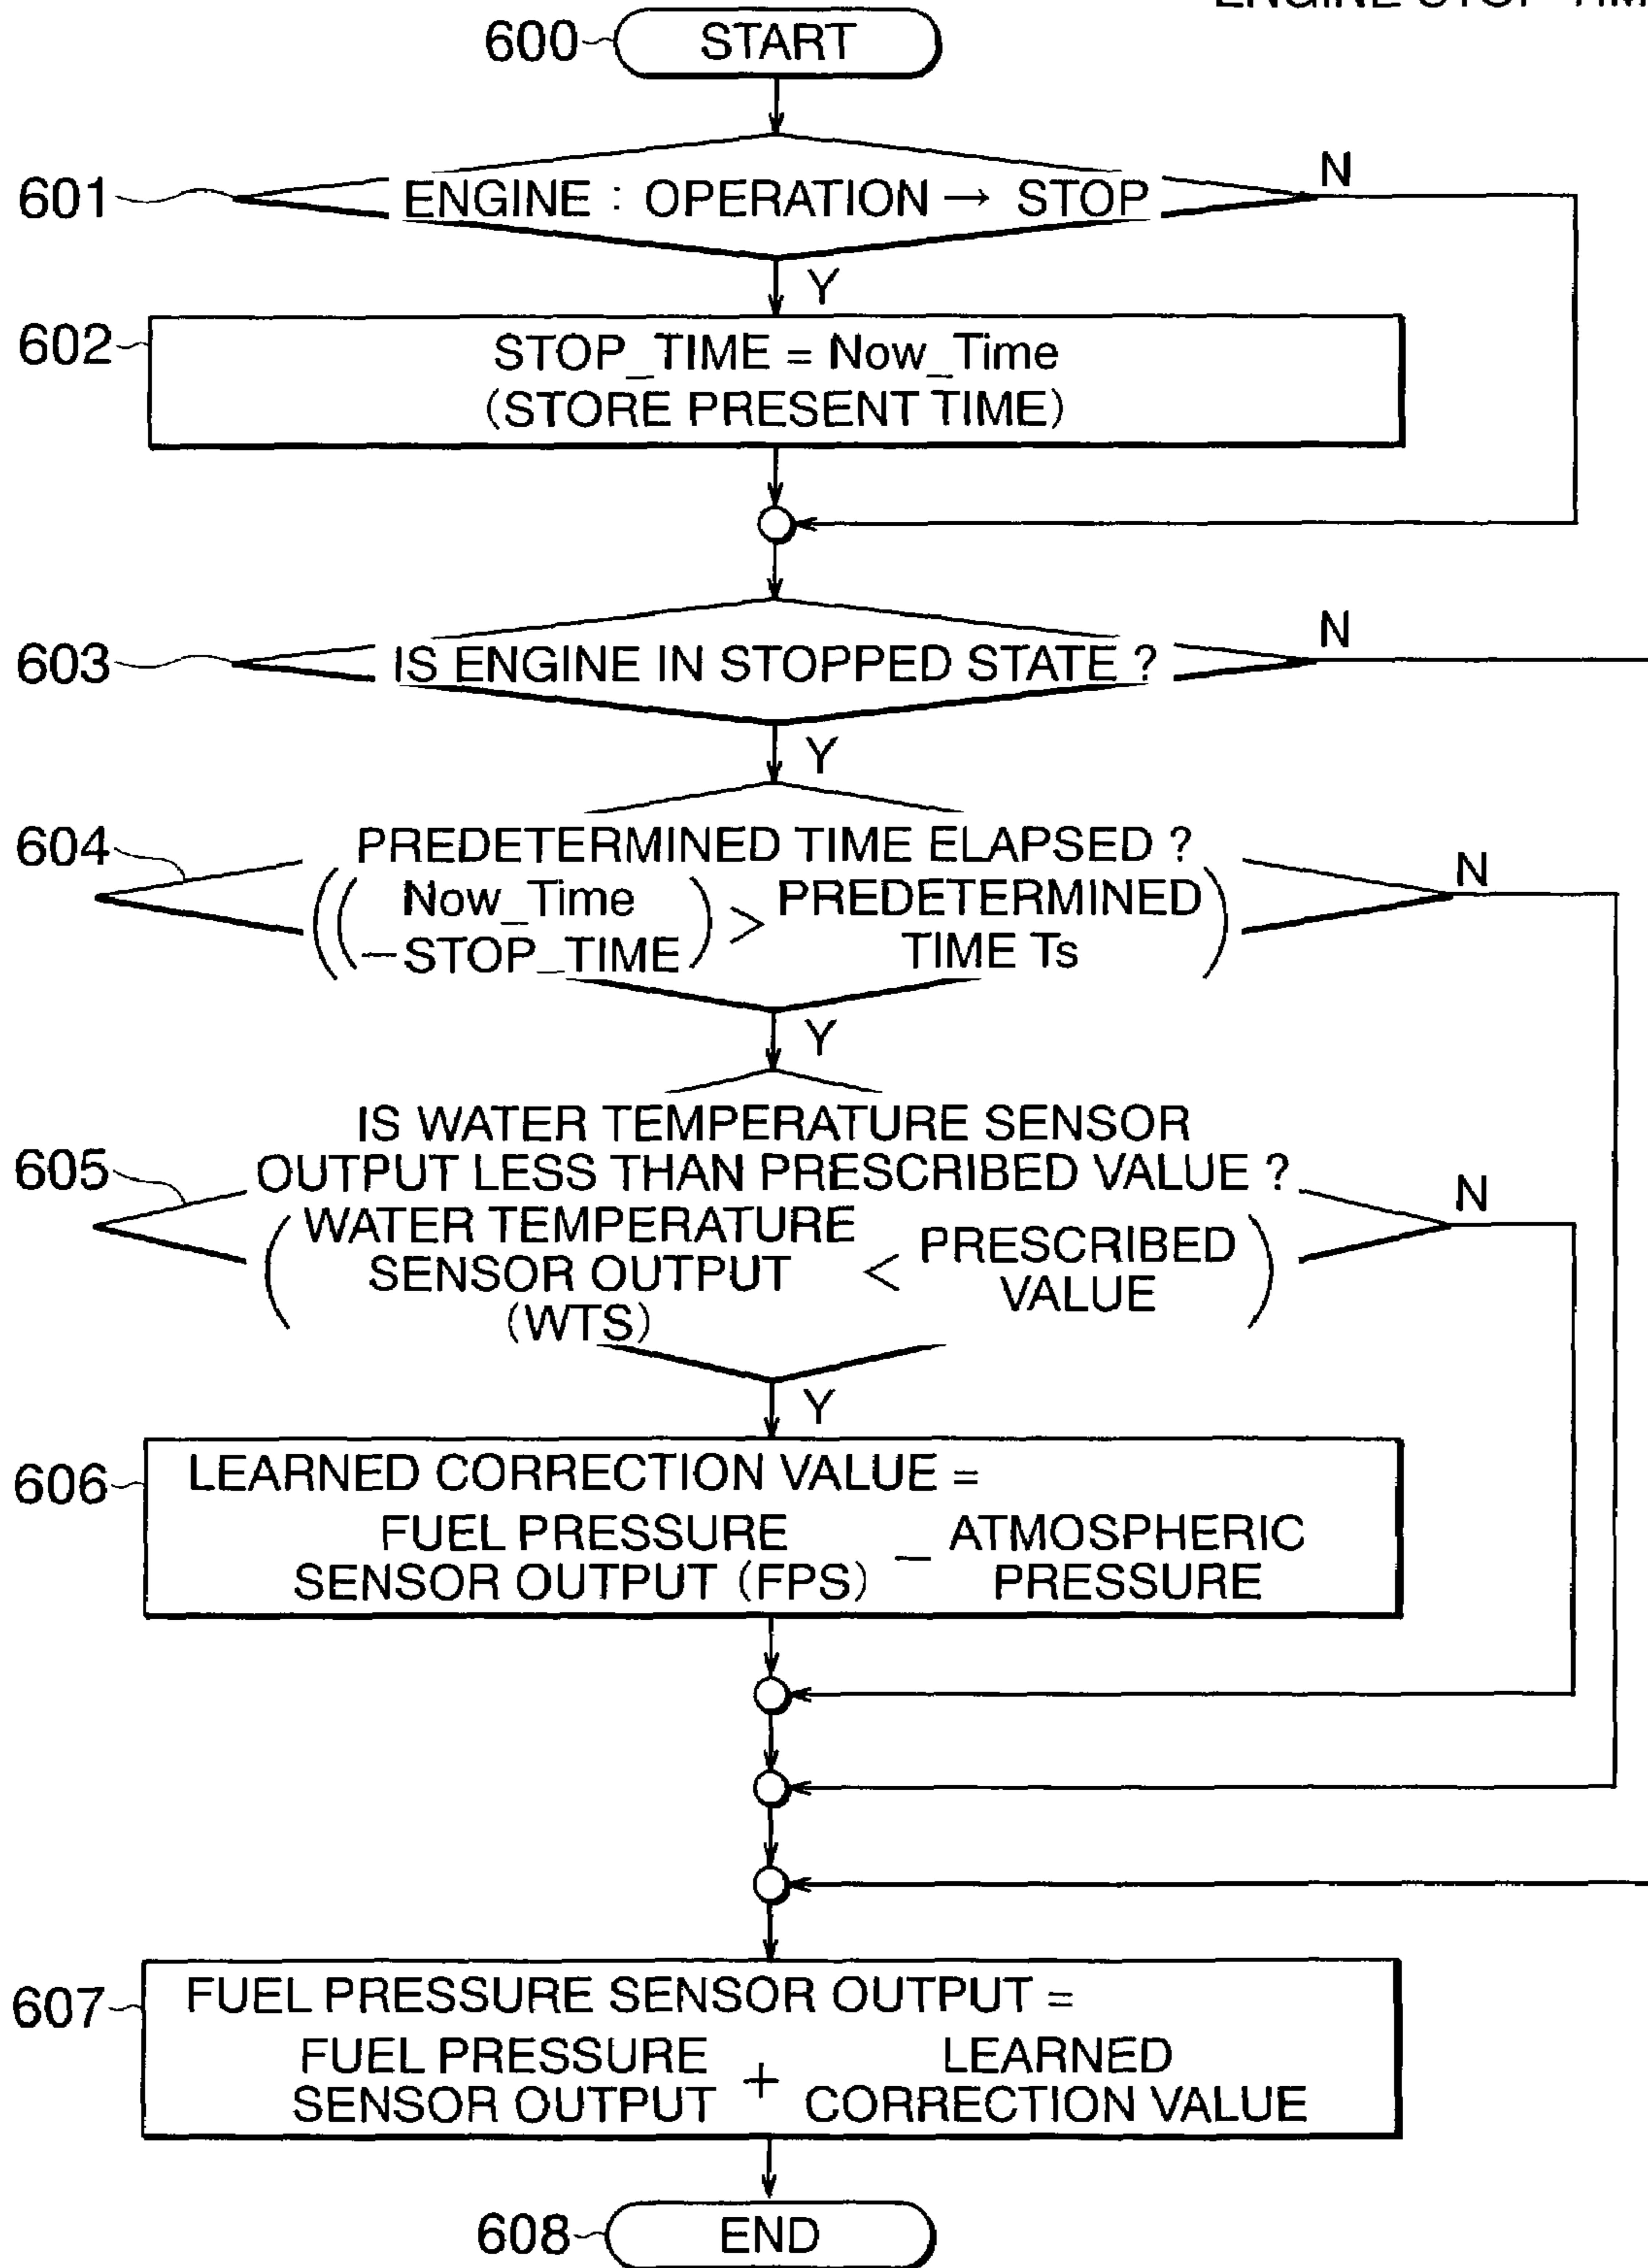 ENGINE STOP TIM
600 START
601 ENGINE : OPERATION → STOP N
Y
602 STOP_TIME = Now_Time
(STORE PRESENT TIME)
603 IS ENGINE IN STOPPED STATE ? N
Y
604 PREDETERMINED TIME ELAPSED ? N
((Now_Time
−STOP_TIME) > PREDETERMINED
TIME Ts)
Y
IS WATER TEMPERATURE SENSOR
605 OUTPUT LESS THAN PRESCRIBED VALUE ? N
(WATER TEMPERATURE
SENSOR OUTPUT
(WTS) < PRESCRIBED
VALUE)
Y
606 LEARNED CORRECTION VALUE =
FUEL PRESSURE
SENSOR OUTPUT (FPS) − ATMOSPHERIC
PRESSURE
607 FUEL PRESSURE SENSOR OUTPUT =
FUEL PRESSURE
SENSOR OUTPUT + LEARNED
CORRECTION VALUE
608 END